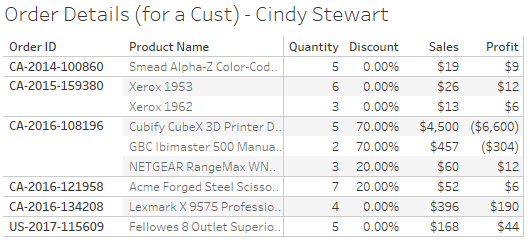 Order Details (for a Cust) - Cindy Stewart
Order ID Product Name Quantity Discount Sales Profit
CA-2014-100860 Smead Alpha-Z Color-Cod.. 5 0.00% $19 $9
CA-2015-159380 Xerox 1953 6 0.00% $26 $12
Xerox 1962 3 0.00% $13 $6
CA-2016-108196 Cubify CubeX 3D Printer D.. 5 70.00% $4,500 ($6,600)
GBC Ibimaster 500 Manua.. 2 70.00% $457 ($304)
NETGEAR RangeMax WN.. 3 20.00% $60 $12
CA-2016-121958 Acme Forged Steel Scisso.. 7 20.00% $52 $6
CA-2016-134208 Lexmark X 9575 Professio.. 4 0.00% $396 $190
US-2017-115609 Fellowes 8 Outlet Superio.. 5 0.00% $168 $44